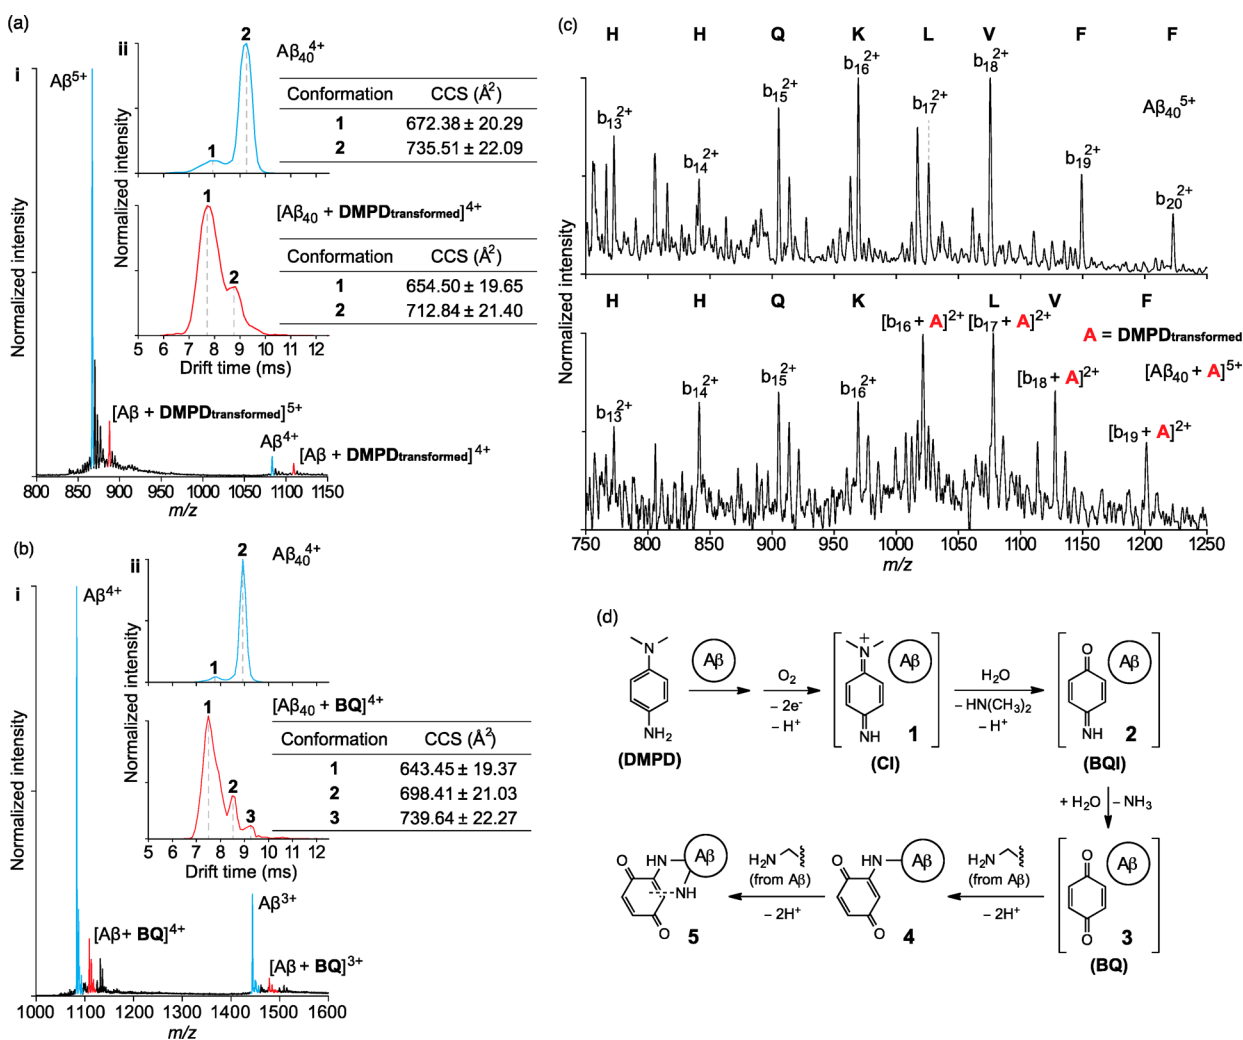 (a)
i
Normalized intensity
Aβ⁵⁺
[Aβ + DMPDtransformed]⁵⁺
Aβ⁴⁺
[Aβ + DMPDtransformed]⁴⁺
800 850 900 950 1000 1050 1100 1150
m/z
ii
Normalized intensity
1
2
Aβ₄₀⁴⁺
Conformation CCS (Å²)
1 672.38 ± 20.29
2 735.51 ± 22.09
1
2
[Aβ₄₀ + DMPDtransformed]⁴⁺
Conformation CCS (Å²)
1 654.50 ± 19.65
2 712.84 ± 21.40
5 6 7 8 9 10 11 12
Drift time (ms)
(b)
i
Normalized intensity
Aβ⁴⁺
[Aβ+ BQ]⁴⁺
Aβ³⁺
[Aβ + BQ]³⁺
1000 1100 1200 1300 1400 1500 1600
m/z
ii
Normalized intensity
1
2
Aβ₄₀⁴⁺
1
2
3
[Aβ₄₀ + BQ]⁴⁺
Conformation CCS (Å²)
1 643.45 ± 19.37
2 698.41 ± 21.03
3 739.64 ± 22.27
5 6 7 8 9 10 11 12
Drift time (ms)
(c)
Normalized intensity
H H Q K L V F F
b₁₃²⁺ b₁₄²⁺ b₁₅²⁺ b₁₆²⁺ b₁₇²⁺ b₁₈²⁺ b₁₉²⁺ b₂₀²⁺
Aβ₄₀⁵⁺
H H Q K L V F
b₁₃²⁺ b₁₄²⁺ b₁₅²⁺ b₁₆²⁺ [b₁₆ + A]²⁺ [b₁₇ + A]²⁺ [b₁₈ + A]²⁺ [b₁₉ + A]²⁺
A = DMPDtransformed
[Aβ₄₀ + A]⁵⁺
750 800 850 900 950 1000 1050 1100 1150 1200 1250
m/z
(d)
N
NH₂
(DMPD)
Aβ
O₂
– 2e⁻
– H⁺
N⁺
NH
Aβ
1
(CI)
H₂O
– HN(CH₃)₂
– H⁺
O
NH
Aβ
2
(BQI)
+ H₂O – NH₃
O
O
Aβ
3
(BQ)
H₂N
(from Aβ)
– 2H⁺
O
HN
Aβ
O
4
H₂N
(from Aβ)
– 2H⁺
O
HN
Aβ
NH
O
5